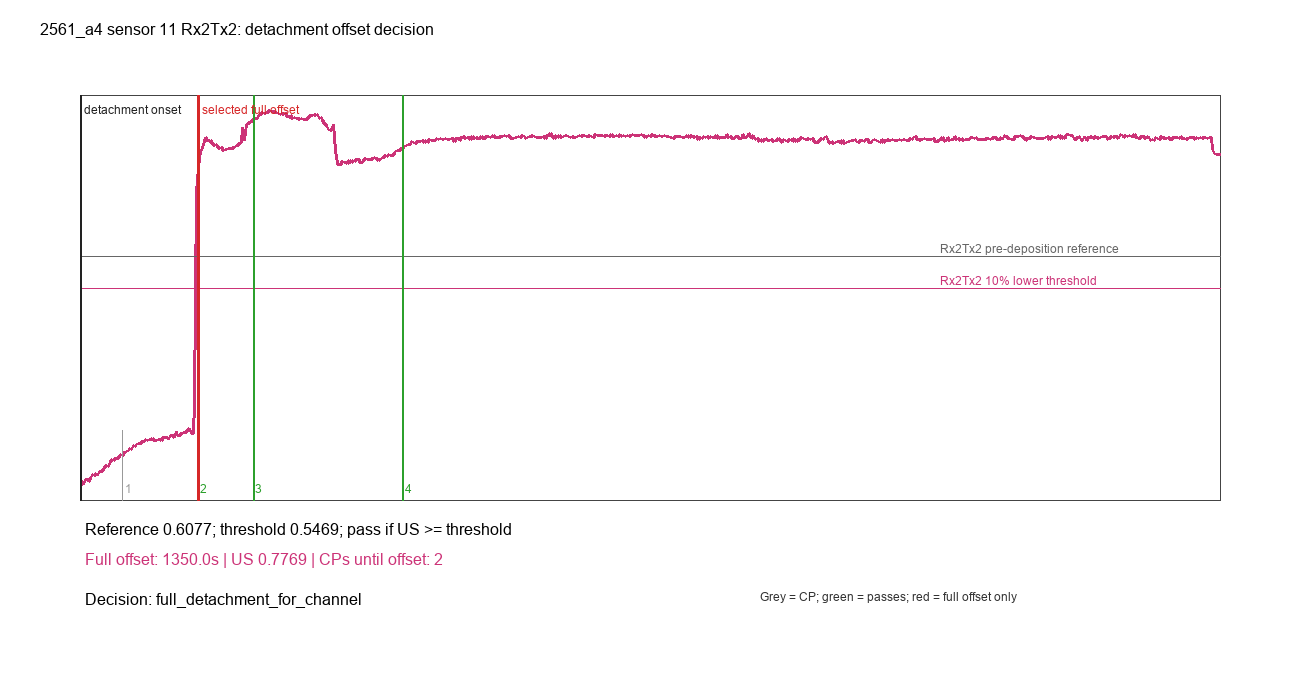 2561_a4 sensor 11 Rx2Tx2: detachment offset decision
detachment onset
selected full offset
Rx2Tx2 pre-deposition reference
Rx2Tx2 10% lower threshold
1
2
3
4
Reference 0.6077; threshold 0.5469; pass if US >= threshold
Full offset: 1350.0s | US 0.7769 | CPs until offset: 2
Decision: full_detachment_for_channel
Grey = CP; green = passes; red = full offset only